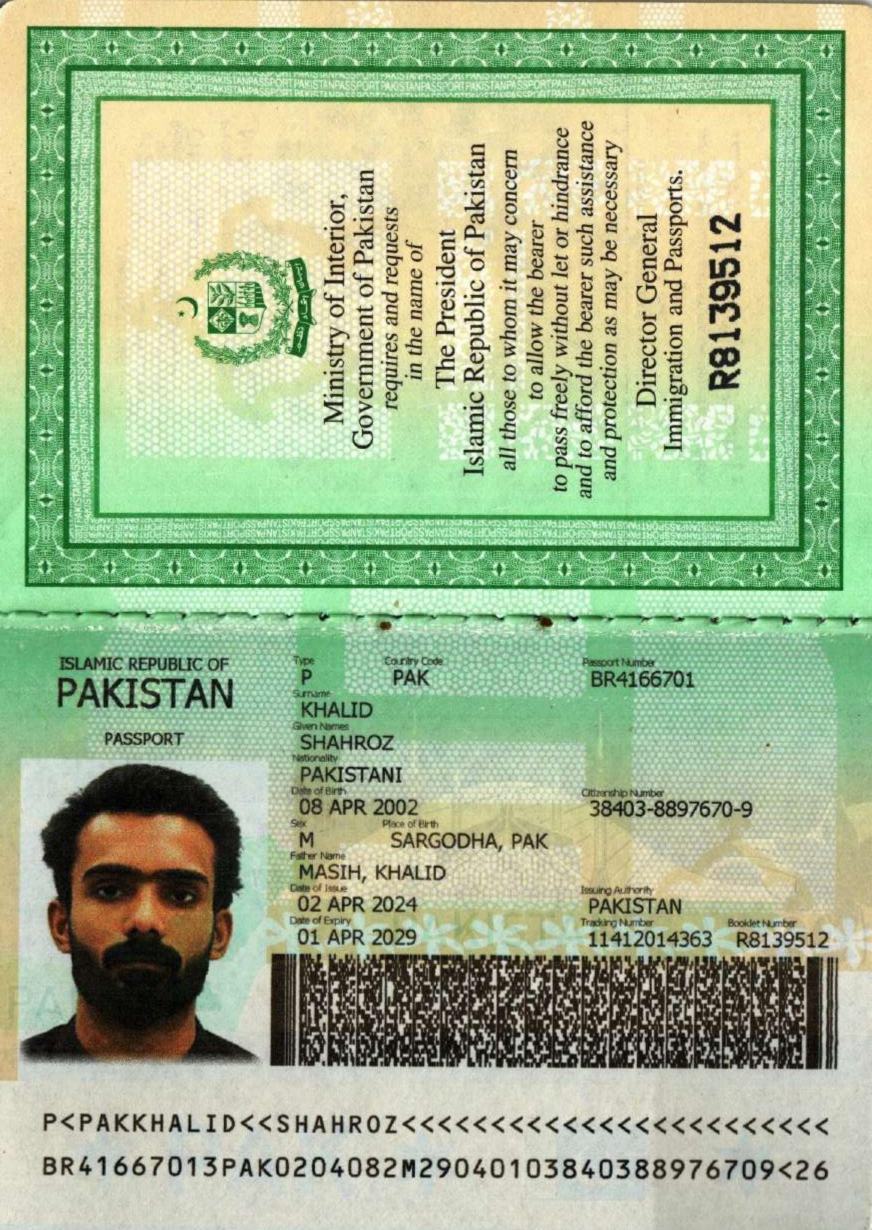 Ministry of Interior,
Government of Pakistan
requires and requests
in the name of
The President
Islamic Republic of Pakistan
all those to whom it may concern
to allow the bearer
to pass freely without let or hindrance
and to afford the bearer such assistance
and protection as may be necessary
Director General
Immigration and Passports.
R8139512
ISLAMIC REPUBLIC OF
PAKISTAN
PASSPORT
Type Country Code Passport Number
P PAK BR4166701
Surname
KHALID
Given Names
SHAHROZ
Nationality
PAKISTANI
Date of Birth Citizenship Number
08 APR 2002 38403-8897670-9
Sex Place of Birth
M SARGODHA, PAK
Father Name
MASIH, KHALID
Date of Issue Issuing Authority
02 APR 2024 PAKISTAN
Date of Expiry Tracking Number Booklet Number
01 APR 2029 11412014363 R8139512
P<PAKKHALID<<SHAHROZ<<<<<<<<<<<<<<<<<<<<<<<<
BR41667013PAK0204082M29040103840388976709<26